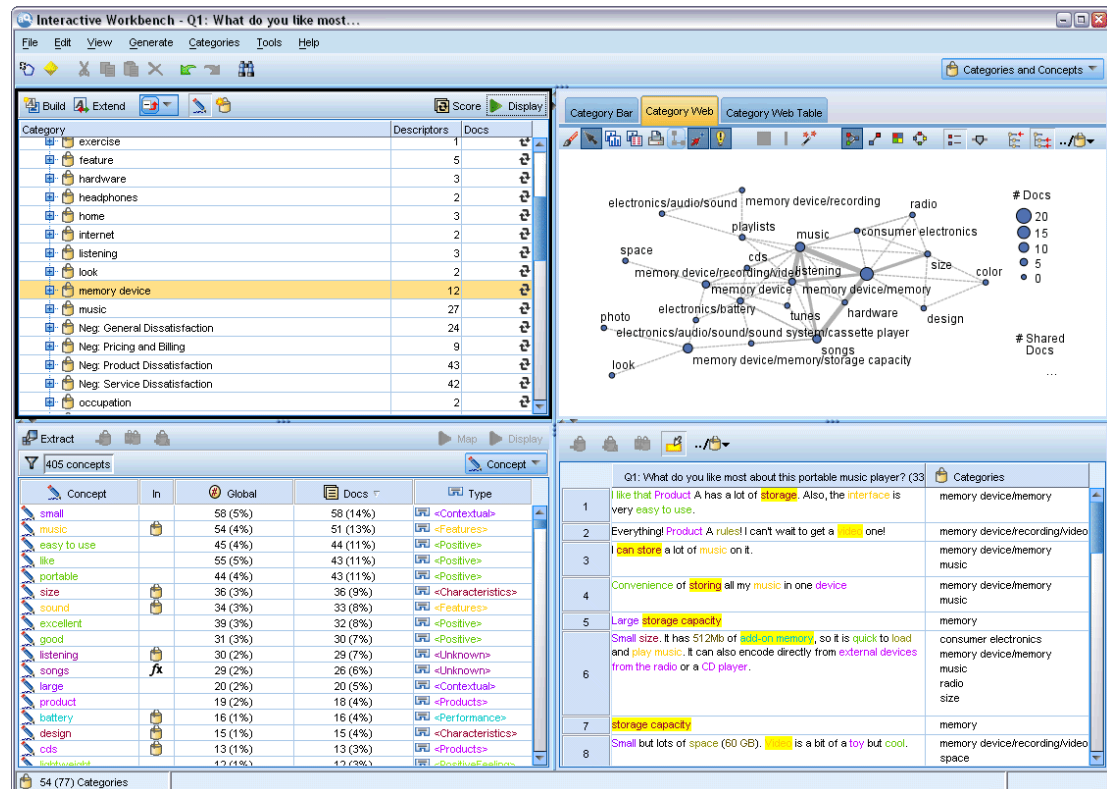 Interactive Workbench - Q1: What do you like most...
File Edit View Generate Categories Tools Help
Categories and Concepts
Build Extend Score Display
Category Descriptors Docs
exercise 1
feature 5
hardware 3
headphones 2
home 3
internet 2
listening 3
look 2
memory device 12
music 27
Neg: General Dissatisfaction 24
Neg: Pricing and Billing 9
Neg: Product Dissatisfaction 43
Neg: Service Dissatisfaction 42
occupation 2
Category Bar Category Web Category Web Table
electronics/audio/sound memory device/recording radio
playlists music consumer electronics
space cds size
memory device/recording/video listening color
memory device memory device/memory
electronics/battery tunes hardware design
photo electronics/audio/sound/sound system/cassette player
songs
look memory device/memory/storage capacity
# Docs
20
15
10
5
0
# Shared
Docs
...
Extract Map Display
405 concepts Concept
Concept In Global Docs Type
small 58 (5%) 58 (14%) <Contextual>
music 54 (4%) 51 (13%) <Features>
easy to use 45 (4%) 44 (11%) <Positive>
like 55 (5%) 43 (11%) <Positive>
portable 44 (4%) 43 (11%) <Positive>
size 36 (3%) 36 (9%) <Characteristics>
sound 34 (3%) 33 (8%) <Features>
excellent 39 (3%) 32 (8%) <Positive>
good 31 (3%) 30 (7%) <Positive>
listening 30 (2%) 29 (7%) <Unknown>
songs fx 29 (2%) 26 (6%) <Unknown>
large 20 (2%) 20 (5%) <Contextual>
product 19 (2%) 18 (4%) <Products>
battery 16 (1%) 16 (4%) <Performance>
design 15 (1%) 15 (4%) <Characteristics>
cds 13 (1%) 13 (3%) <Products>
lightweight 12 (1%) 12 (3%) <PositiveFeeling>
Q1: What do you like most about this portable music player? (33 Categories
1 I like that Product A has a lot of storage. Also, the interface is memory device/memory
very easy to use.
2 Everything! Product A rules! I can't wait to get a video one! memory device/recording/video
3 I can store a lot of music on it. memory device/memory
music
4 Convenience of storing all my music in one device memory device/memory
music
5 Large storage capacity memory
6 Small size. It has 512Mb of add-on memory, so it is quick to load consumer electronics
and play music. It can also encode directly from external devices memory device/memory
from the radio or a CD player. music
radio
size
7 storage capacity memory
8 Small but lots of space (60 GB). Video is a bit of a toy but cool. memory device/recording/video
space
54 (77) Categories